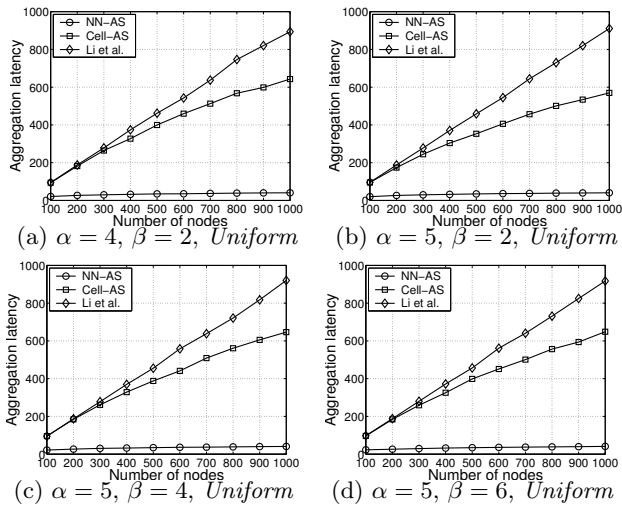 1000
800
600
400
200
0
Aggregation latency
NN-AS
Cell-AS
Li et al.
100 200 300 400 500 600 700 800 900 1000
Number of nodes
(a) α = 4, β = 2, Uniform
1000
800
600
400
200
0
Aggregation latency
NN-AS
Cell-AS
Li et al.
100 200 300 400 500 600 700 800 900 1000
Number of nodes
(b) α = 5, β = 2, Uniform
1000
800
600
400
200
0
Aggregation latency
NN-AS
Cell-AS
Li et al.
100 200 300 400 500 600 700 800 900 1000
Number of nodes
(c) α = 5, β = 4, Uniform
1000
800
600
400
200
0
Aggregation latency
NN-AS
Cell-AS
Li et al.
100 200 300 400 500 600 700 800 900 1000
Number of nodes
(d) α = 5, β = 6, Uniform